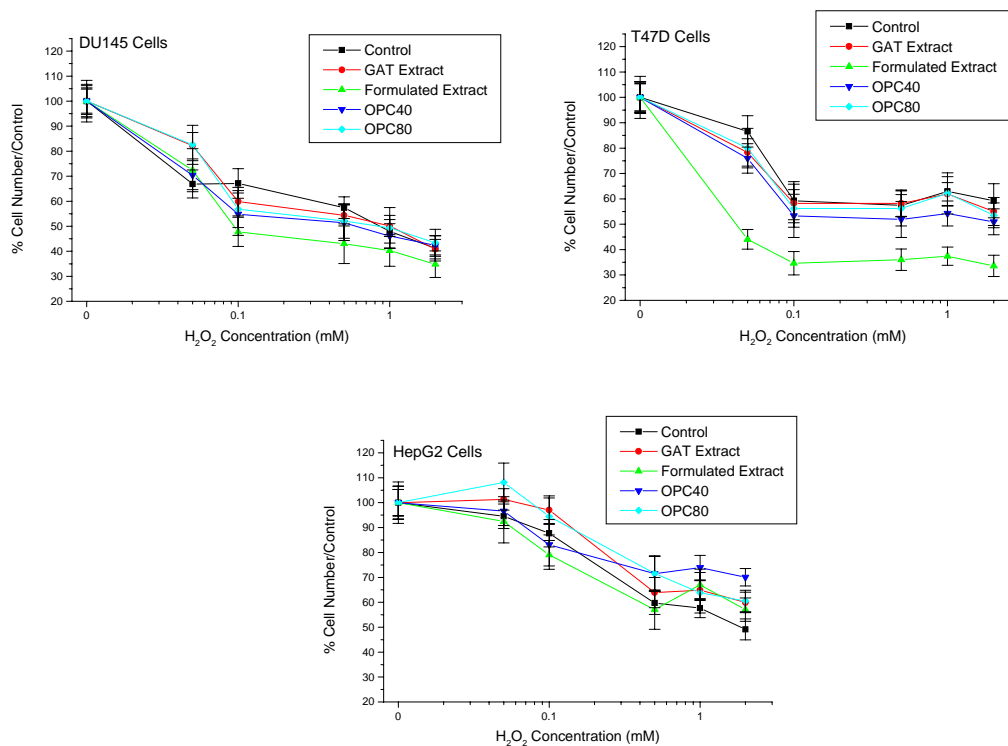 DU145 Cells
Control
GAT Extract
Formulated Extract
OPC40
OPC80
120
110
100
90
80
70
60
50
40
30
20
% Cell Number/Control
0
0.1
1
H₂O₂ Concentration (mM)
T47D Cells
Control
GAT Extract
Formulated Extract
OPC40
OPC80
120
110
100
90
80
70
60
50
40
30
20
% Cell Number/Control
0
0.1
1
H₂O₂ Concentration (mM)
HepG2 Cells
Control
GAT Extract
Formulated Extract
OPC40
OPC80
120
110
100
90
80
70
60
50
40
30
20
% Cell Number/Control
0
0.1
1
H₂O₂ Concentration (mM)